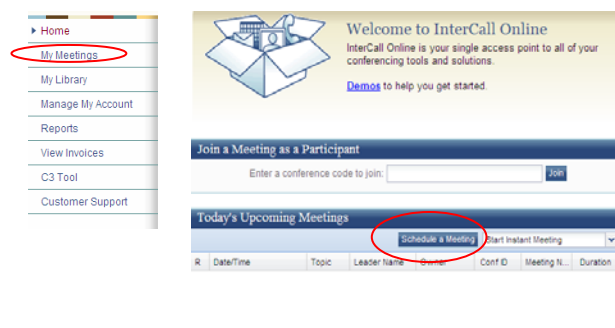 Home
My Meetings
My Library
Manage My Account
Reports
View Invoices
C3 Tool
Customer Support
Welcome to InterCall Online
InterCall Online is your single access point to all of your
conferencing tools and solutions.
Demos to help you get started.
Join a Meeting as a Participant
Enter a conference code to join: Join
Today's Upcoming Meetings
Schedule a Meeting Start Instant Meeting
R Date/Time Topic Leader Name Owner Conf ID Meeting N... Duration